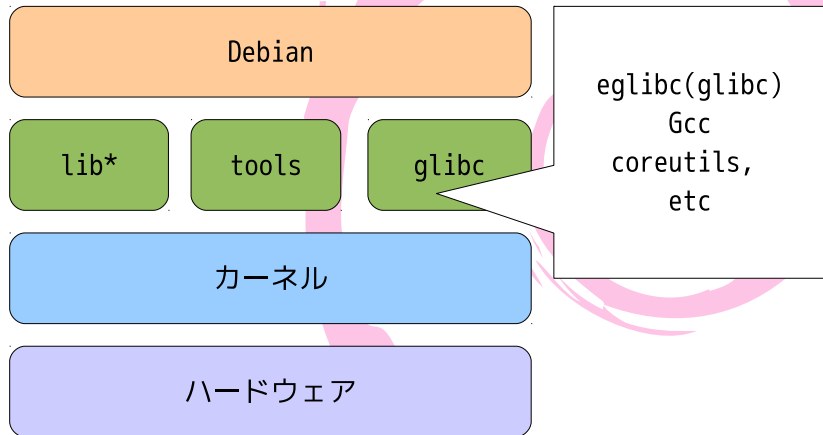 Debian
lib*
tools
glibc
eglibc(glibc)
Gcc
coreutils,
etc
カーネル
ハードウェア